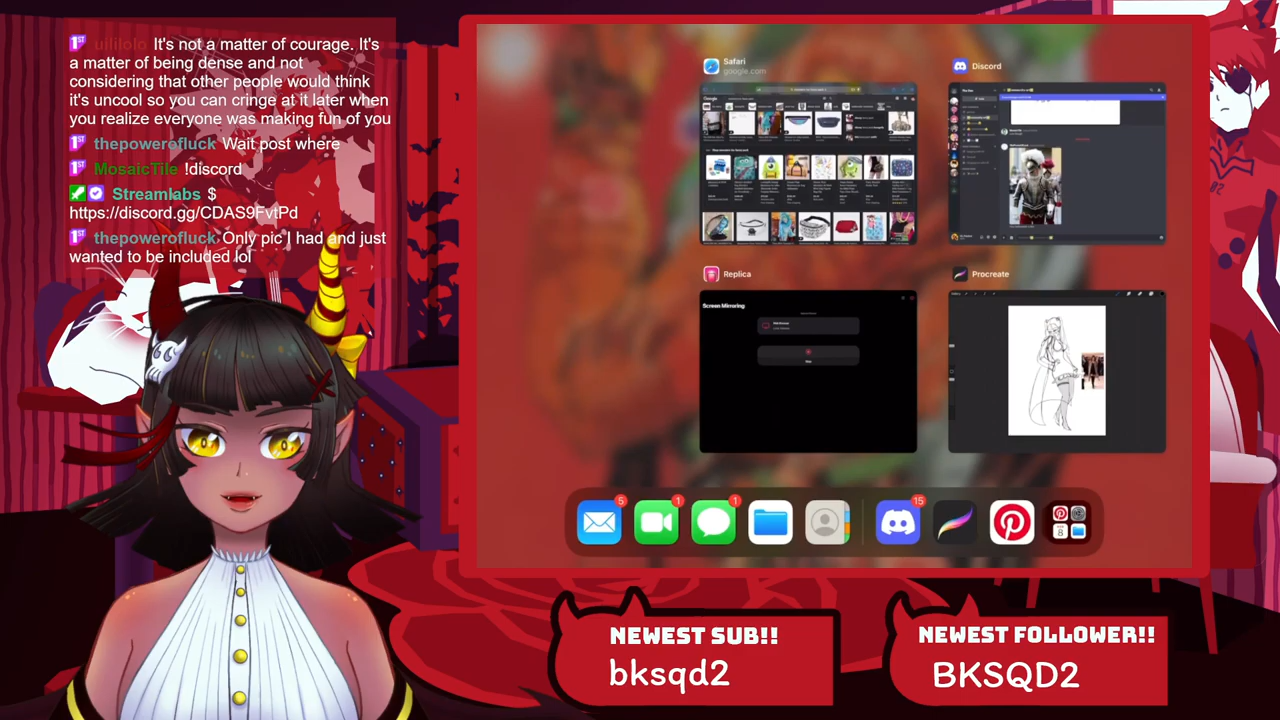 uililolo It's not a matter of courage. It's
a matter of being dense and not
considering that other people would think
it's uncool so you can cringe at it later when
you realize everyone was making fun of you
thepowerofluck Wait post where
MosaicTile !discord
Streamlabs $
https://discord.gg/CDAS9FvtPd
thepowerofluck Only pic I had and just
wanted to be included lol
Safari
google.com
Discord
Replica
Screen Mirroring
Procreate
5
1
1
15
8
NEWEST SUB!!
bksqd2
NEWEST FOLLOWER!!
BKSQD2